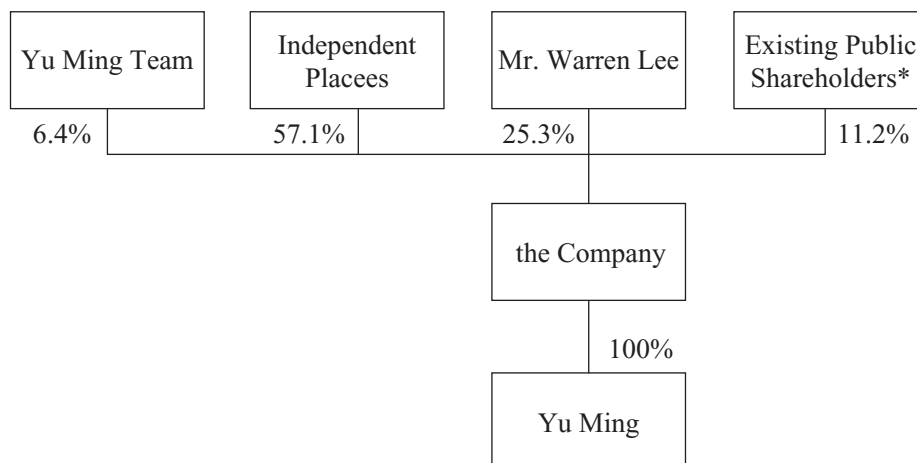 Yu Ming Team
Independent
Placees
Mr. Warren Lee
Existing Public
Shareholders*
6.4%
57.1%
25.3%
11.2%
the Company
100%
Yu Ming